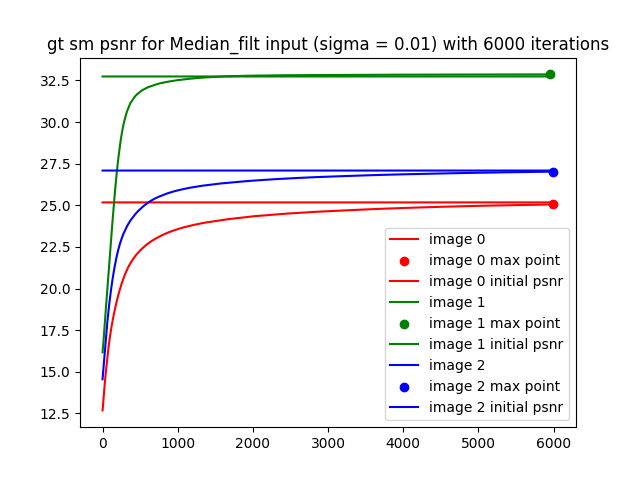 gt sm psnr for Median_filt input (sigma = 0.01) with 6000 iterations
32.5
30.0
27.5
25.0
22.5
20.0
17.5
15.0
12.5
0
1000
2000
3000
4000
5000
6000
image 0
image 0 max point
image 0 initial psnr
image 1
image 1 max point
image 1 initial psnr
image 2
image 2 max point
image 2 initial psnr